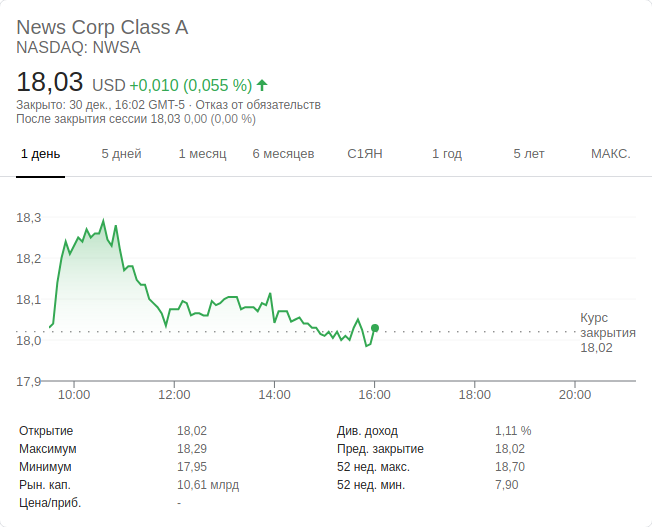 News Corp Class A
NASDAQ: NWSA
18,03 USD +0,010 (0,055 %)
Закрыто: 30 дек., 16:02 GMT-5 · Отказ от обязательств
После закрытия сессии 18,03 0,00 (0,00 %)
1 день 5 дней 1 месяц 6 месяцев С1ЯН 1 год 5 лет МАКС.
18,3
18,2
18,1
18,0
17,9
Курс
закрытия
18,02
10:00 12:00 14:00 16:00 18:00 20:00
Открытие 18,02 Див. доход 1,11 %
Максимум 18,29 Пред. закрытие 18,02
Минимум 17,95 52 нед. макс. 18,70
Рын. кап. 10,61 млрд 52 нед. мин. 7,90
Цена/приб. -